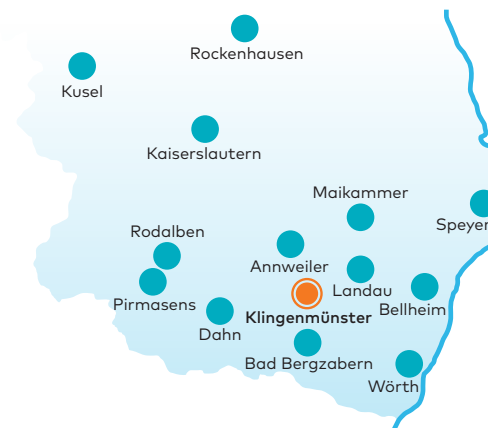 Rockenhausen
Kusel
Kaiserslautern
Maikammer
Speyer
Rodalben
Annweiler
Landau
Pirmasens
Bellheim
Klingenmünster
Dahn
Bad Bergzabern
Wörth